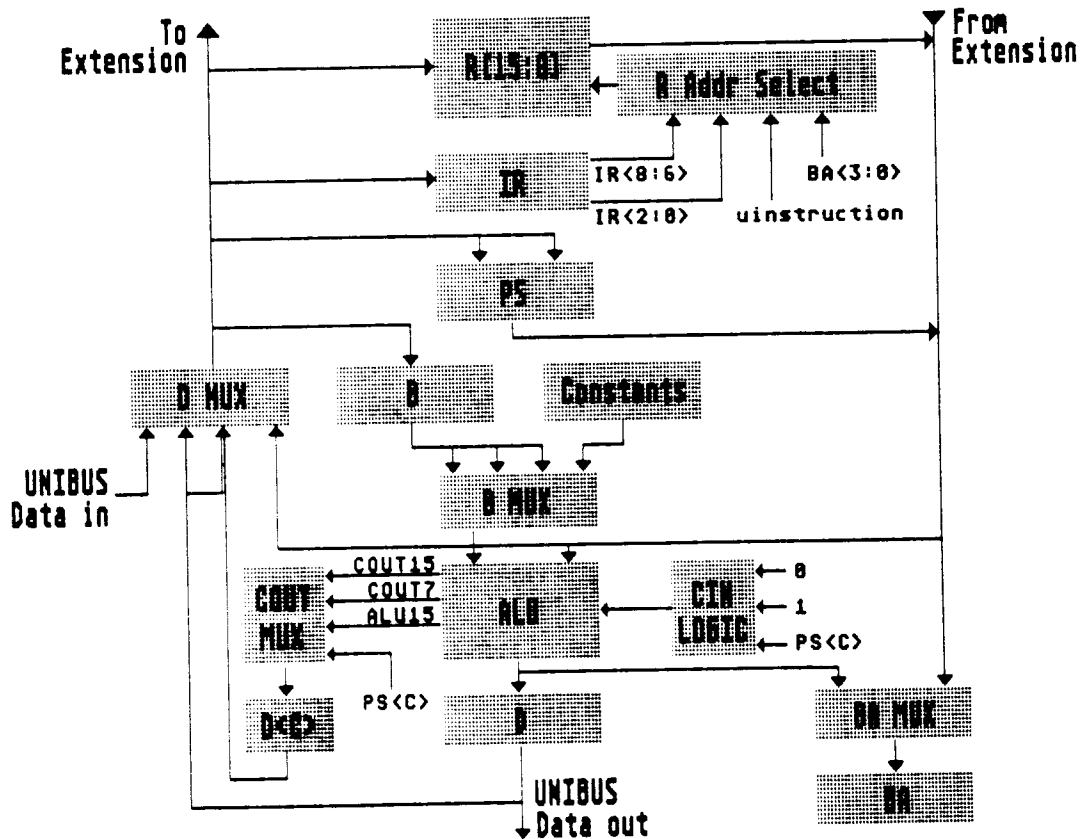 To
Extension
From
Extension
R[15:0]
R Addr Select
IR
IR<8:6>
IR<2:0>
BA<3:0>
uinstruction
PS
D MUX
B
Constants
UNIBUS
Data in
B MUX
COUT15
COUT7
ALU15
COUT
MUX
ALU
CIN
LOGIC
0
1
PS<C>
PS<C>
D<C>
D
BA MUX
BA
UNIBUS
Data out